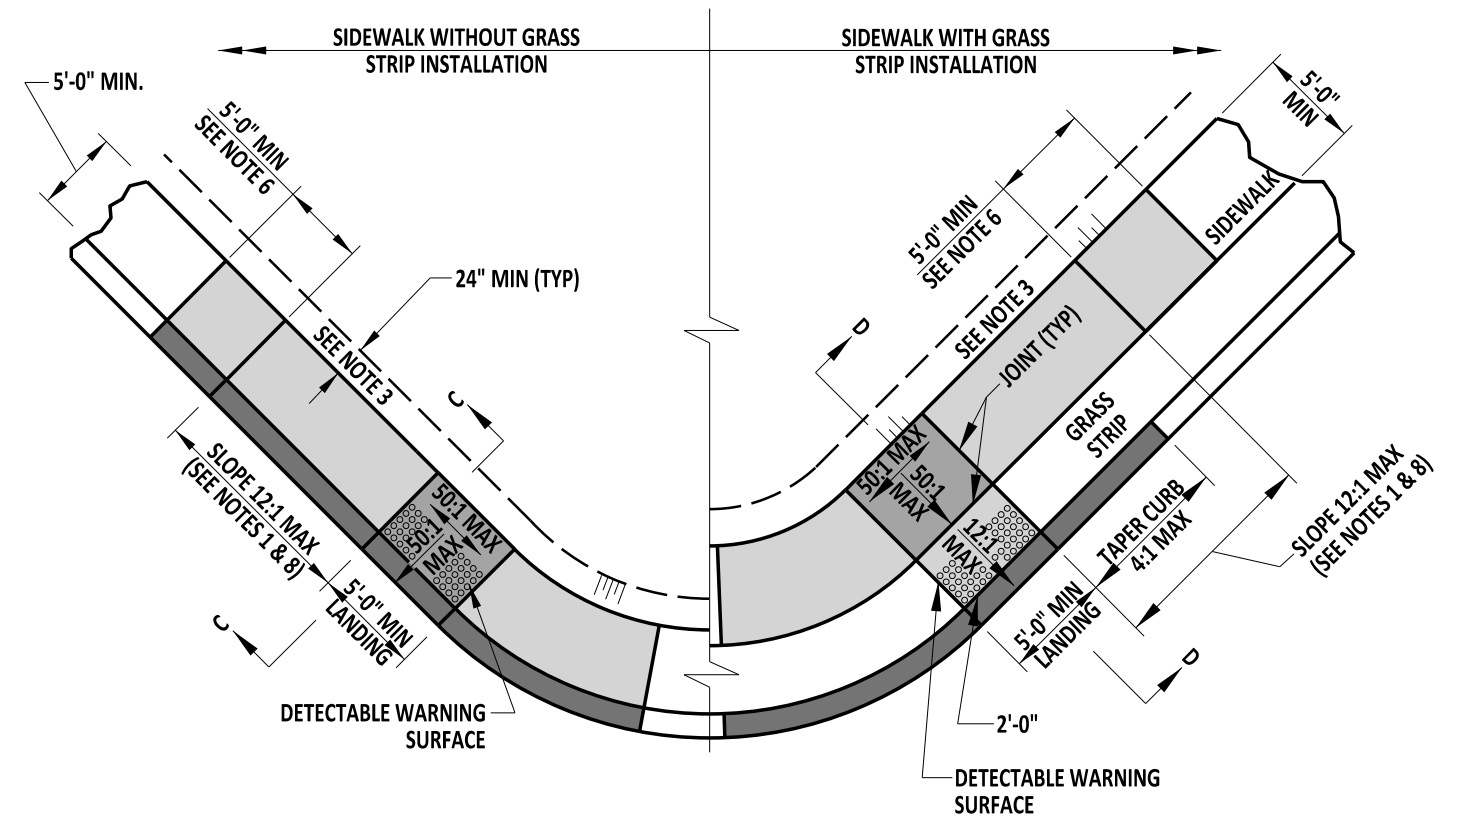 SIDEWALK WITHOUT GRASS
STRIP INSTALLATION
SIDEWALK WITH GRASS
STRIP INSTALLATION
5'-0" MIN.
5'-0" MIN
SEE NOTE 6
24" MIN (TYP)
SEE NOTE 3
C
50:1 MAX
50:1
MAX
SLOPE 12:1 MAX
(SEE NOTES 1 & 8)
5'-0" MIN
LANDING
C
DETECTABLE WARNING
SURFACE
5'-0"
MIN
SIDEWALK
5'-0" MIN
SEE NOTE 6
SEE NOTE 3
D
JOINT (TYP)
GRASS
STRIP
50:1 MAX
50:1
MAX
12:1
MAX
TAPER CURB
4:1 MAX
SLOPE 12:1 MAX
(SEE NOTES 1 & 8)
5'-0" MIN
LANDING
D
2'-0"
DETECTABLE WARNING
SURFACE